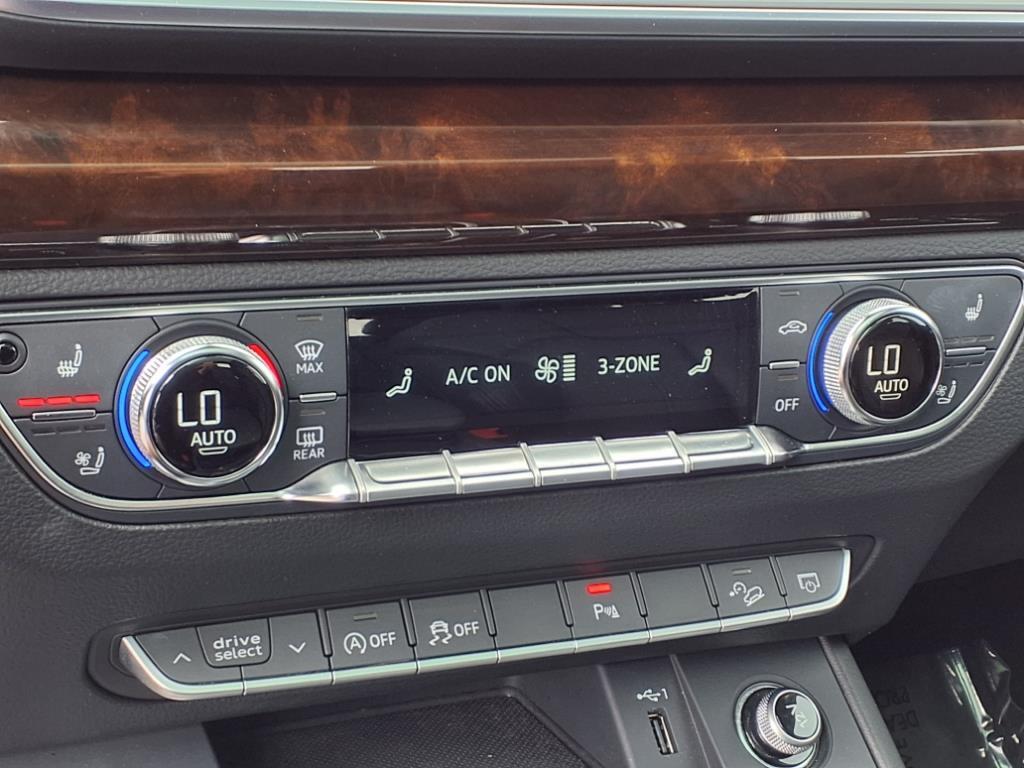 MAX
LO
AUTO
REAR
A/C ON
3-ZONE
OFF
LO
AUTO
drive
select
A OFF
OFF
P
1